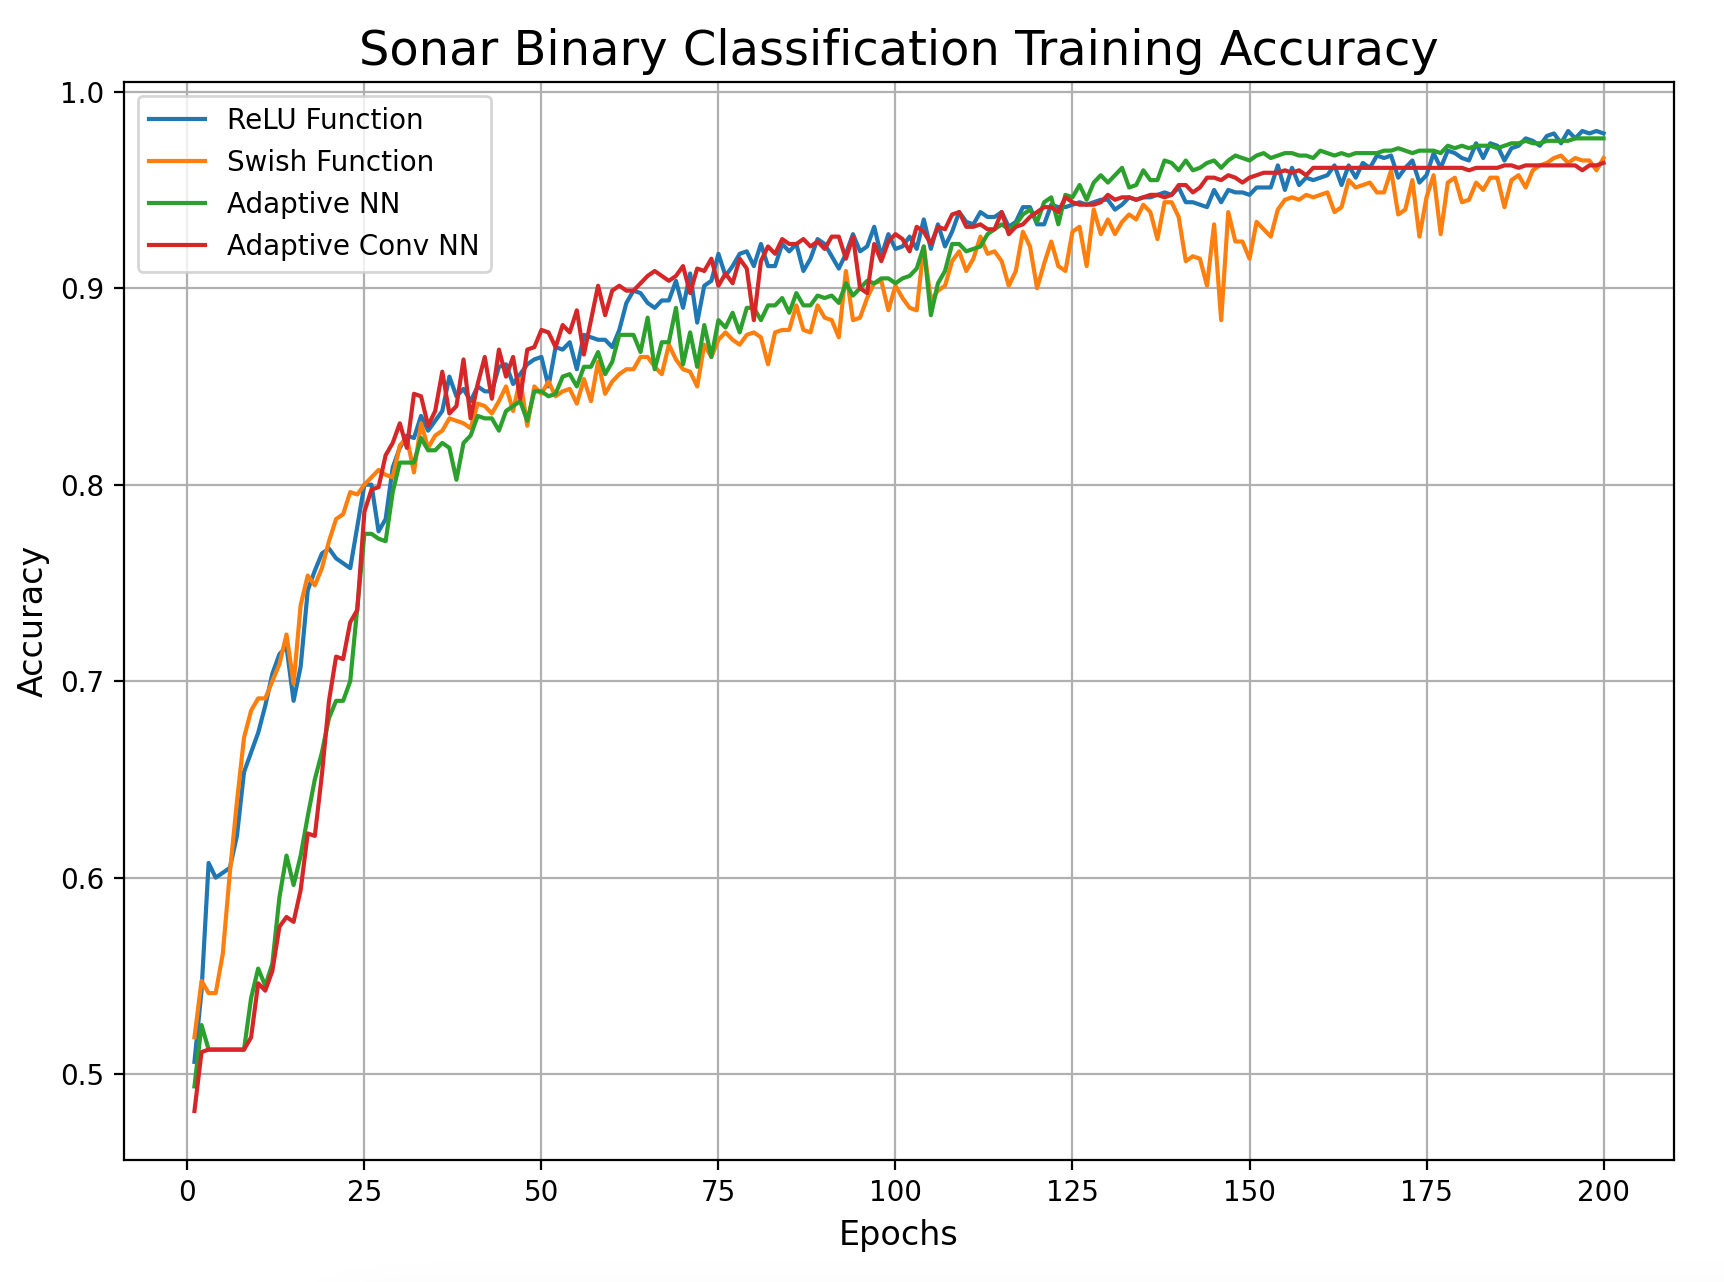 Sonar Binary Classification Training Accuracy
ReLU Function
Swish Function
Adaptive NN
Adaptive Conv NN
1.0
0.9
0.8
0.7
0.6
0.5
Accuracy
0 25 50 75 100 125 150 175 200
Epochs